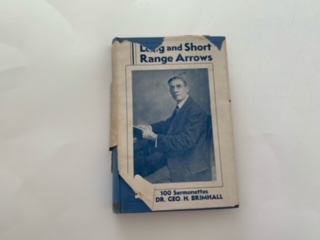 Long and Short
Range Arrows
100 Sermonettes
DR. GEO. H. BRIMHALL